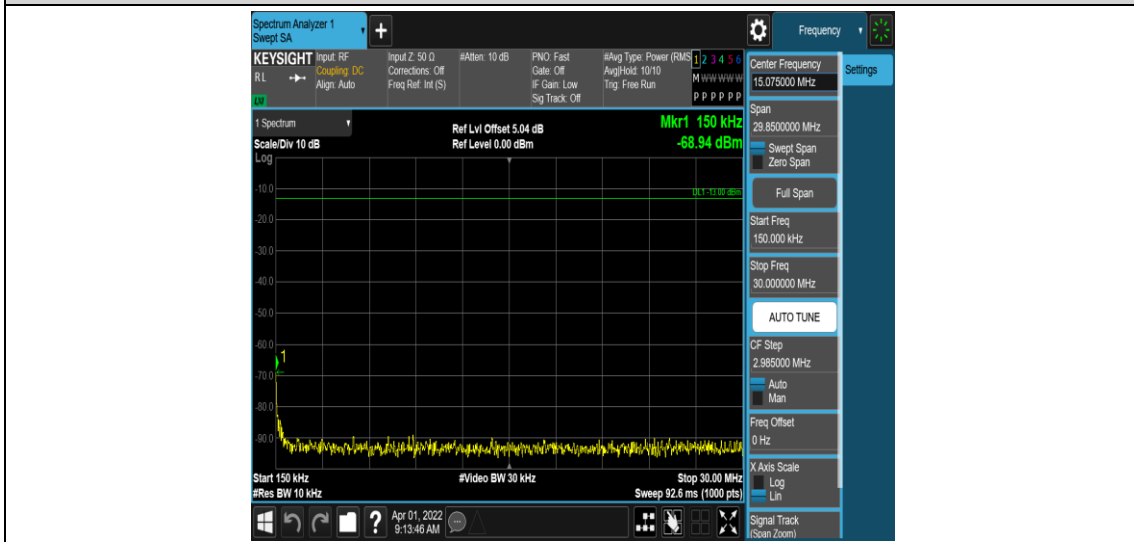 Spectrum Analyzer 1
Swept SA
+
Frequency
KEYSIGHT
RL
LXI
Input: RF
Coupling: DC
Align: Auto
Input Z: 50 Ω
Corrections: Off
Freq Ref: Int (S)
#Atten: 10 dB
PNO: Fast
Gate: Off
IF Gain: Low
Sig Track: Off
#Avg Type: Power (RMS
Avg|Hold: 10/10
Trig: Free Run
1 2 3 4 5 6
M W W W W W
P P P P P P
1 Spectrum
Scale/Div 10 dB
Ref Lvl Offset 5.04 dB
Ref Level 0.00 dBm
Mkr1 150 kHz
-68.94 dBm
Log
DL1 -13.00 dBm
-10.0
-20.0
-30.0
-40.0
-50.0
-60.0
1
-70.0
-80.0
-90.0
Start 150 kHz
#Video BW 30 kHz
Stop 30.00 MHz
#Res BW 10 kHz
Sweep 92.6 ms (1000 pts)
?
Apr 01, 2022
9:13:46 AM
Center Frequency
15.075000 MHz
Settings
Span
29.8500000 MHz
Swept Span
Zero Span
Full Span
Start Freq
150.000 kHz
Stop Freq
30.000000 MHz
AUTO TUNE
CF Step
2.985000 MHz
Auto
Man
Freq Offset
0 Hz
X Axis Scale
Log
Lin
Signal Track
(Span Zoom)